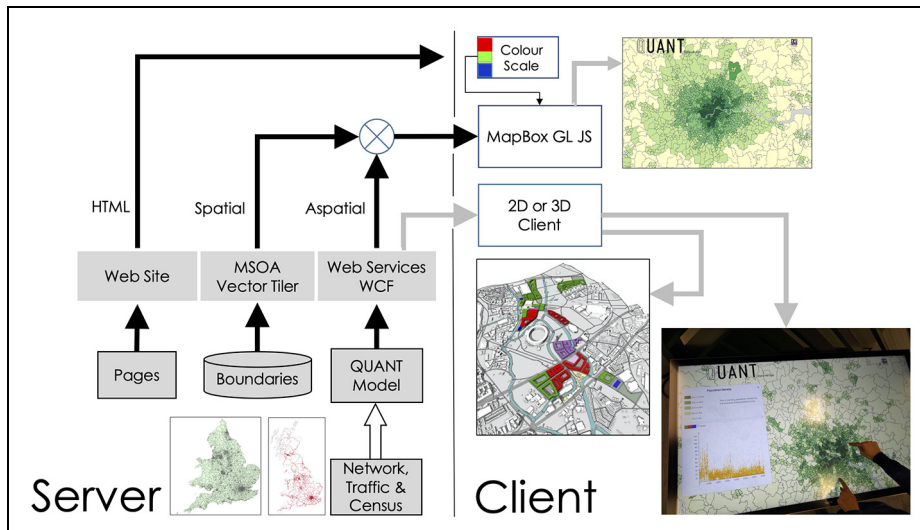 Colour
Scale
QUANT
MapBox GL JS
HTML
Spatial
Aspatial
2D or 3D
Client
Web Site
MSOA
Vector Tiler
Web Services
WCF
Pages
Boundaries
QUANT
Model
QUANT
Network,
Traffic &
Census
Server
Client